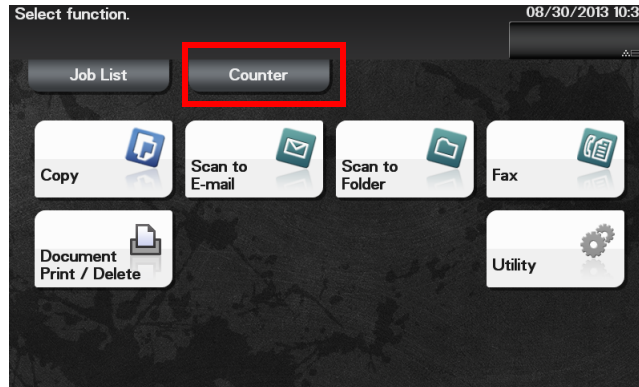 Select function.
08/30/2013 10:3
Job List
Counter
Copy
Scan to
E-mail
Scan to
Folder
Fax
Document
Print / Delete
Utility